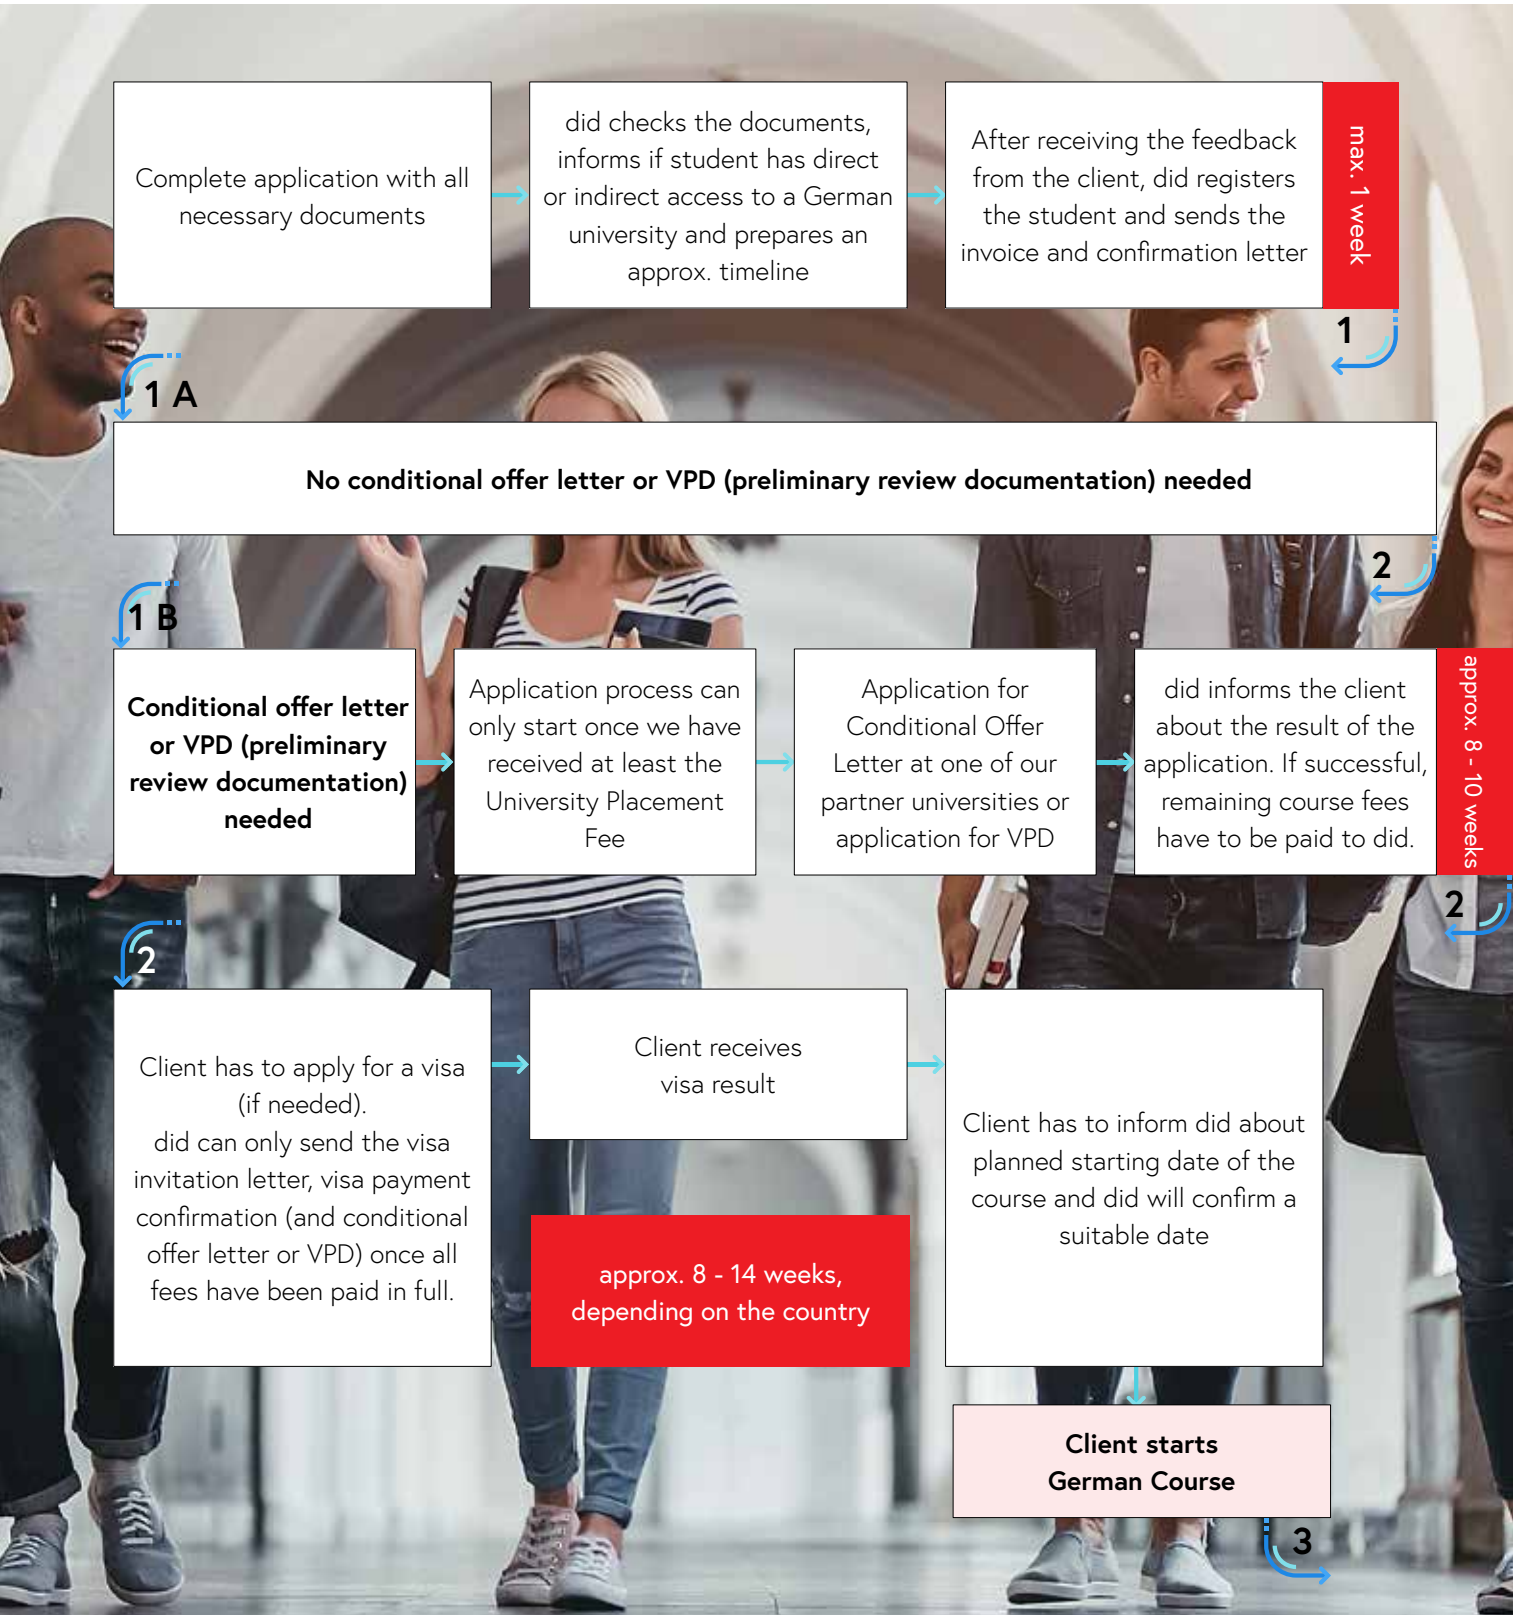 Complete application with all
necessary documents
did checks the documents,
informs if student has direct
or indirect access to a German
university and prepares an
approx. timeline
After receiving the feedback
from the client, did registers
the student and sends the
invoice and confirmation letter
max. 1 week
1
1 A
No conditional offer letter or VPD (preliminary review documentation) needed
2
1 B
Conditional offer letter
or VPD (preliminary
review documentation)
needed
Application process can
only start once we have
received at least the
University Placement
Fee
Application for
Conditional Offer
Letter at one of our
partner universities or
application for VPD
did informs the client
about the result of the
application. If successful,
remaining course fees
have to be paid to did.
approx. 8 - 10 weeks
2
2
Client has to apply for a visa
(if needed).
did can only send the visa
invitation letter, visa payment
confirmation (and conditional
offer letter or VPD) once all
fees have been paid in full.
Client receives
visa result
approx. 8 - 14 weeks,
depending on the country
Client has to inform did about
planned starting date of the
course and did will confirm a
suitable date
Client starts
German Course
3